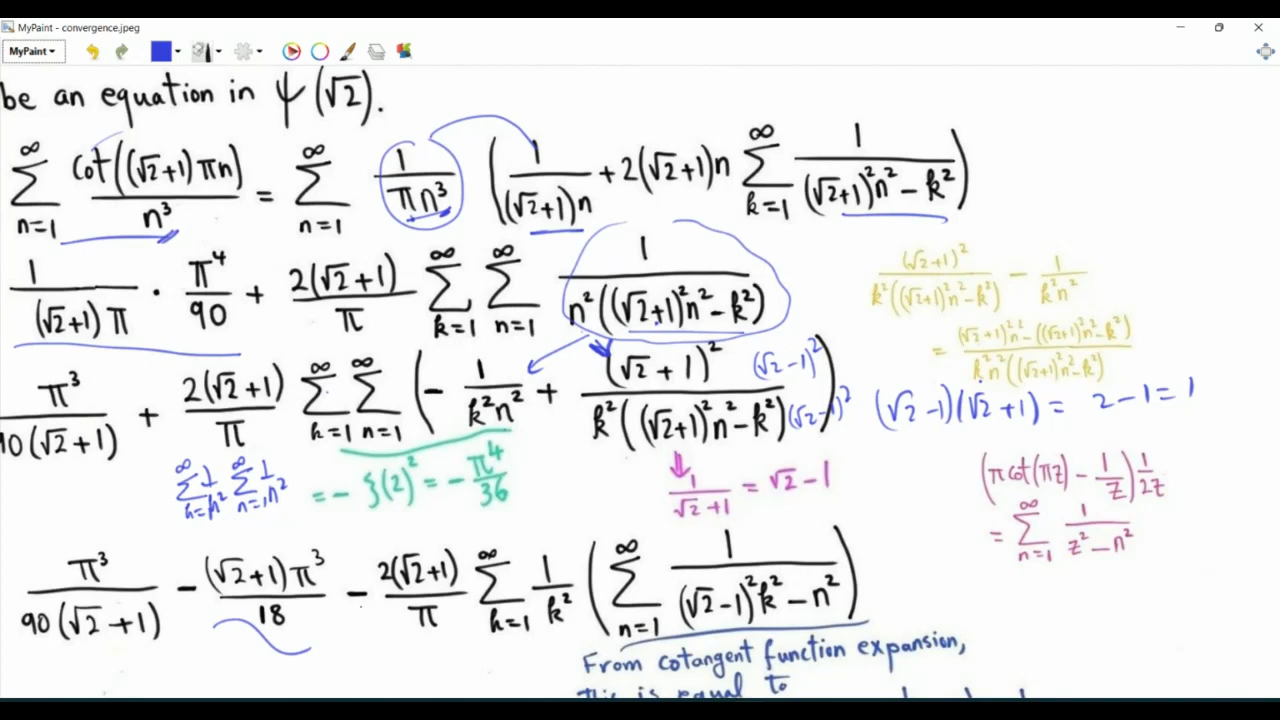 MyPaint - convergence.jpeg
MyPaint
be an equation in ψ(√2).
∞ ∑ n=1 cot((√2+1)πn) / n³ = ∞ ∑ n=1 1/(πn³) ( 1/((√2+1)n) + 2(√2+1)n ∞ ∑ k=1 1/((√2+1)²n² - k²) )
1/((√2+1)π) · π⁴/90 + 2(√2+1)/π ∞ ∑ k=1 ∞ ∑ n=1 1/(n²((√2+1)²n² - k²))
(√2+1)²/(k²((√2+1)²n² - k²)) - 1/(k²n²)
= ((√2+1)²n² - ((√2+1)²n² - k²))/(k²n²((√2+1)²n² - k²))
π³/(90(√2+1)) + 2(√2+1)/π ∞ ∑ k=1 ∞ ∑ n=1 ( - 1/(k²n²) + (√2+1)²/(k²((√2+1)²n² - k²)) ) (√2-1)² (√2-1)²
(√2-1)(√2+1) = 2-1=1
∞ ∑ k=1 1/k² ∞ ∑ n=1 1/n² = - ζ(2)² = - π⁴/36
1/(√2+1) = √2-1
(π cot(πz) - 1/z) 1/2z
= ∞ ∑ n=1 1/(z² - n²)
π³/(90(√2+1)) - (√2+1)π³/18 - 2(√2+1)/π ∞ ∑ k=1 1/k² ( ∞ ∑ n=1 1/((√2-1)²k² - n²) )
From cotangent function expansion,
this is equal to